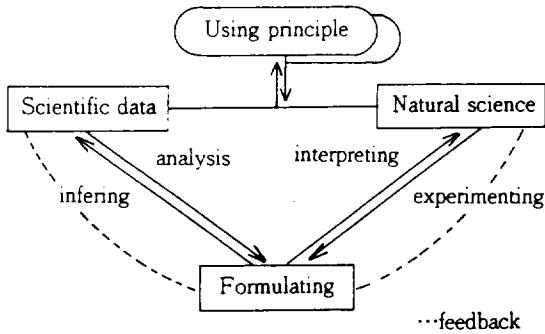 Using principle
Scientific data
Natural science
analysis
interpreting
infering
experimenting
Formulating
···feedback